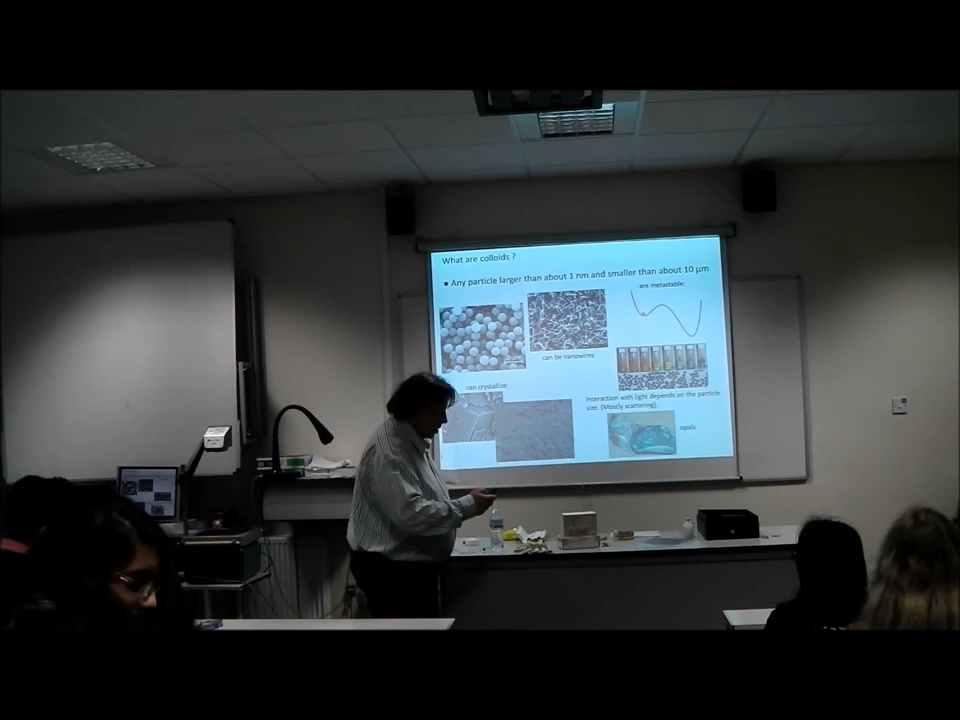 What are colloids ?
• Any particle larger than about 1 nm and smaller than about 10 µm
are metastable:
can be nanowires
can crystallize:
Interaction with light depends on the particle
size. (Mostly scattering).
opals